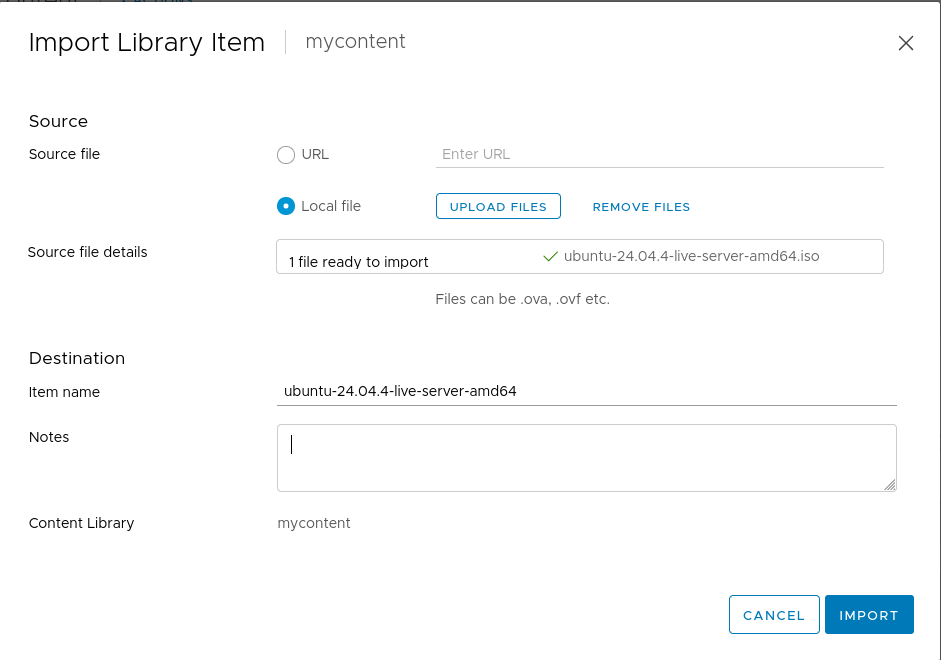 Import Library Item mycontent
Source
Source file URL Enter URL
Local file UPLOAD FILES REMOVE FILES
Source file details 1 file ready to import ubuntu-24.04.4-live-server-amd64.iso
Files can be .ova, .ovf etc.
Destination
Item name ubuntu-24.04.4-live-server-amd64
Notes
Content Library mycontent
CANCEL IMPORT